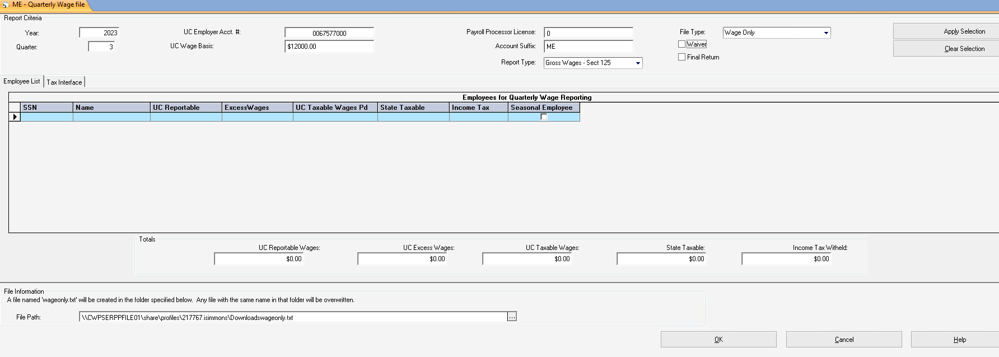 ME - Quarterly Wage file
Report Criteria
Year: 2023
UC Employer Acct. #: 0067577000
Payroll Processor License: 0
File Type: Wage Only
Apply Selection
Quarter: 3
UC Wage Basis: $12000.00
Account Suffix: ME
Waiver
Clear Selection
Report Type: Gross Wages - Sect 125
Final Return
Employee List Tax Interface
Employees for Quarterly Wage Reporting
SSN Name UC Reportable ExcessWages UC Taxable Wages Pd State Taxable Income Tax Seasonal Employee
Totals
UC Reportable Wages: UC Excess Wages: UC Taxable Wages: State Taxable: Income Tax Witheld:
$0.00 $0.00 $0.00 $0.00 $0.00
File Information
A file named 'wageonly.txt' will be created in the folder specified below. Any file with the same name in that folder will be overwritten.
File Path: \\CWPSERPPFILE01\share\profiles\217767.isimmons\Downloadswageonly.txt ...
OK Cancel Help